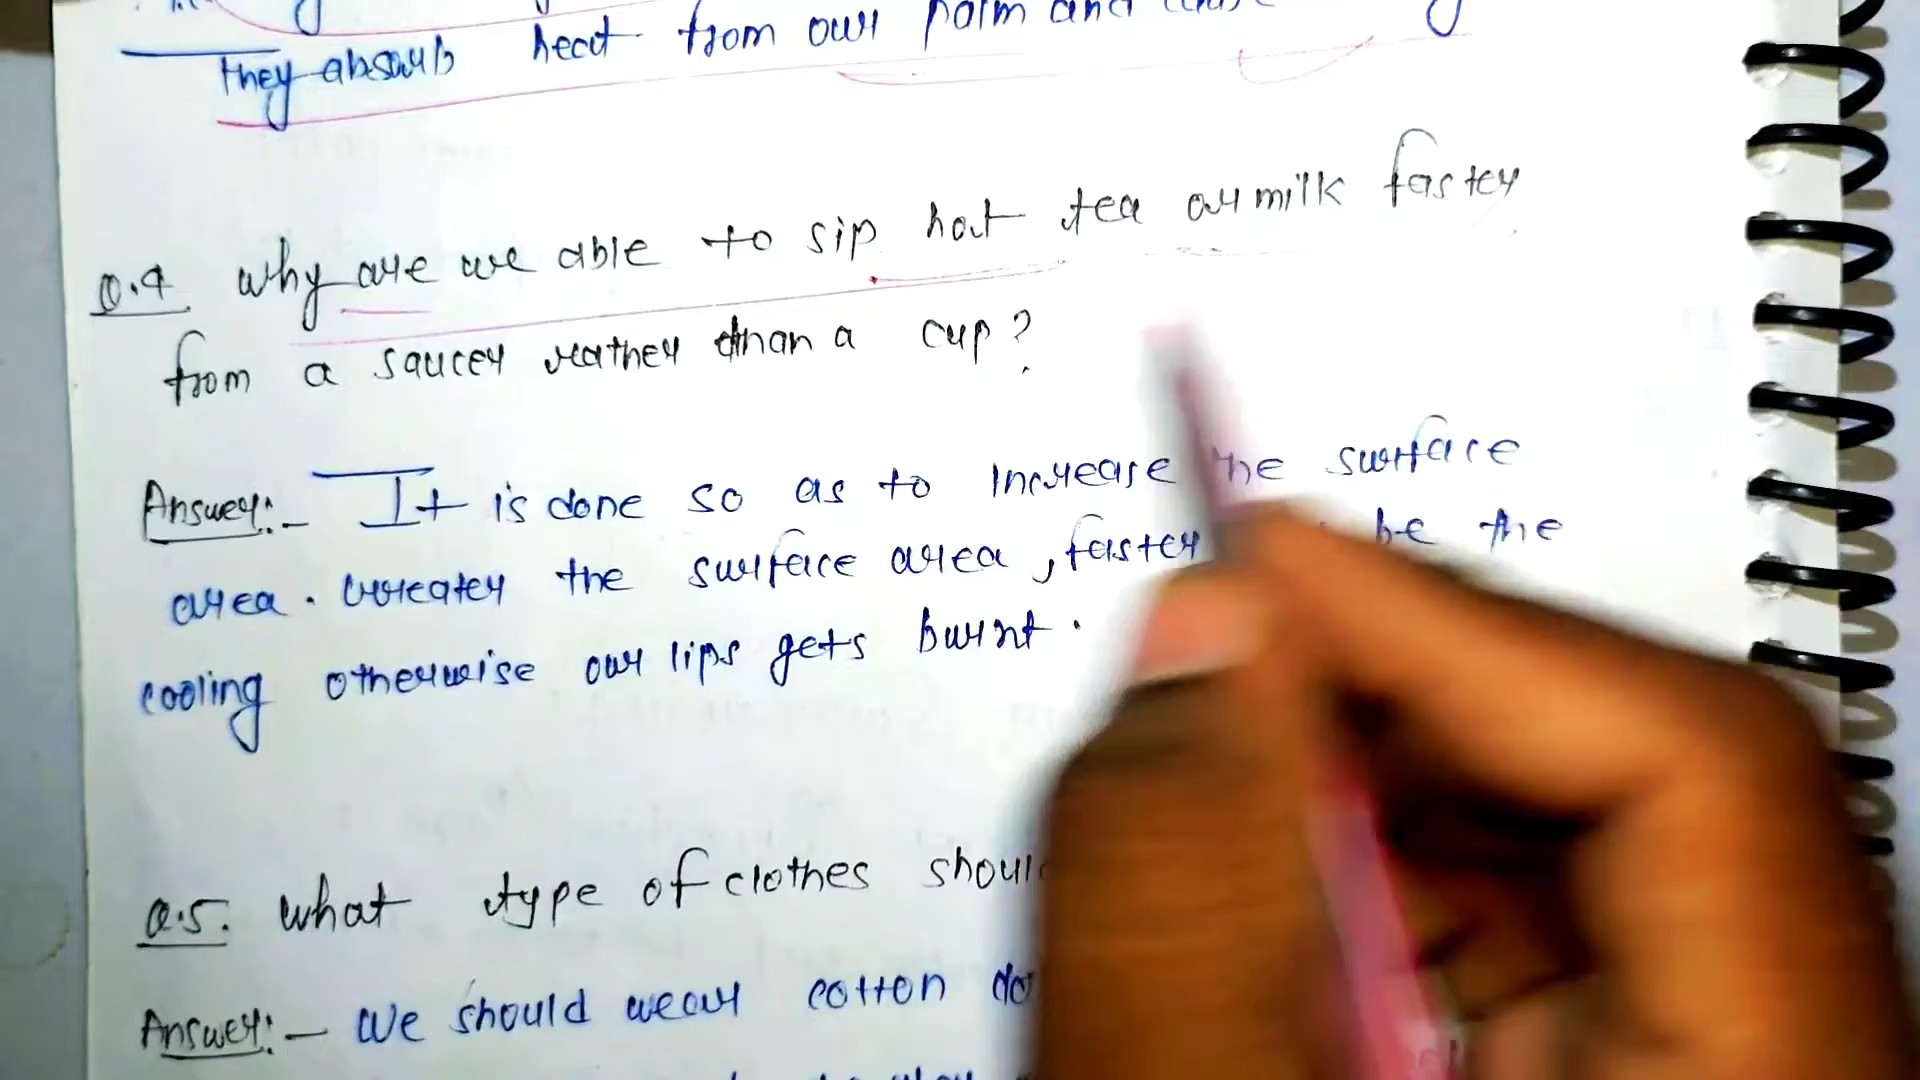 They absorb heat from our palm and
Q.4 Why are we able to sip hot tea or milk faster
from a saucer rather than a cup?
Answer:- It is done so as to increase the surface
area. Greater the surface area, faster be the
cooling otherwise our lips gets burnt.
Q.5. What type of clothes should
Answer:- We should wear cotton